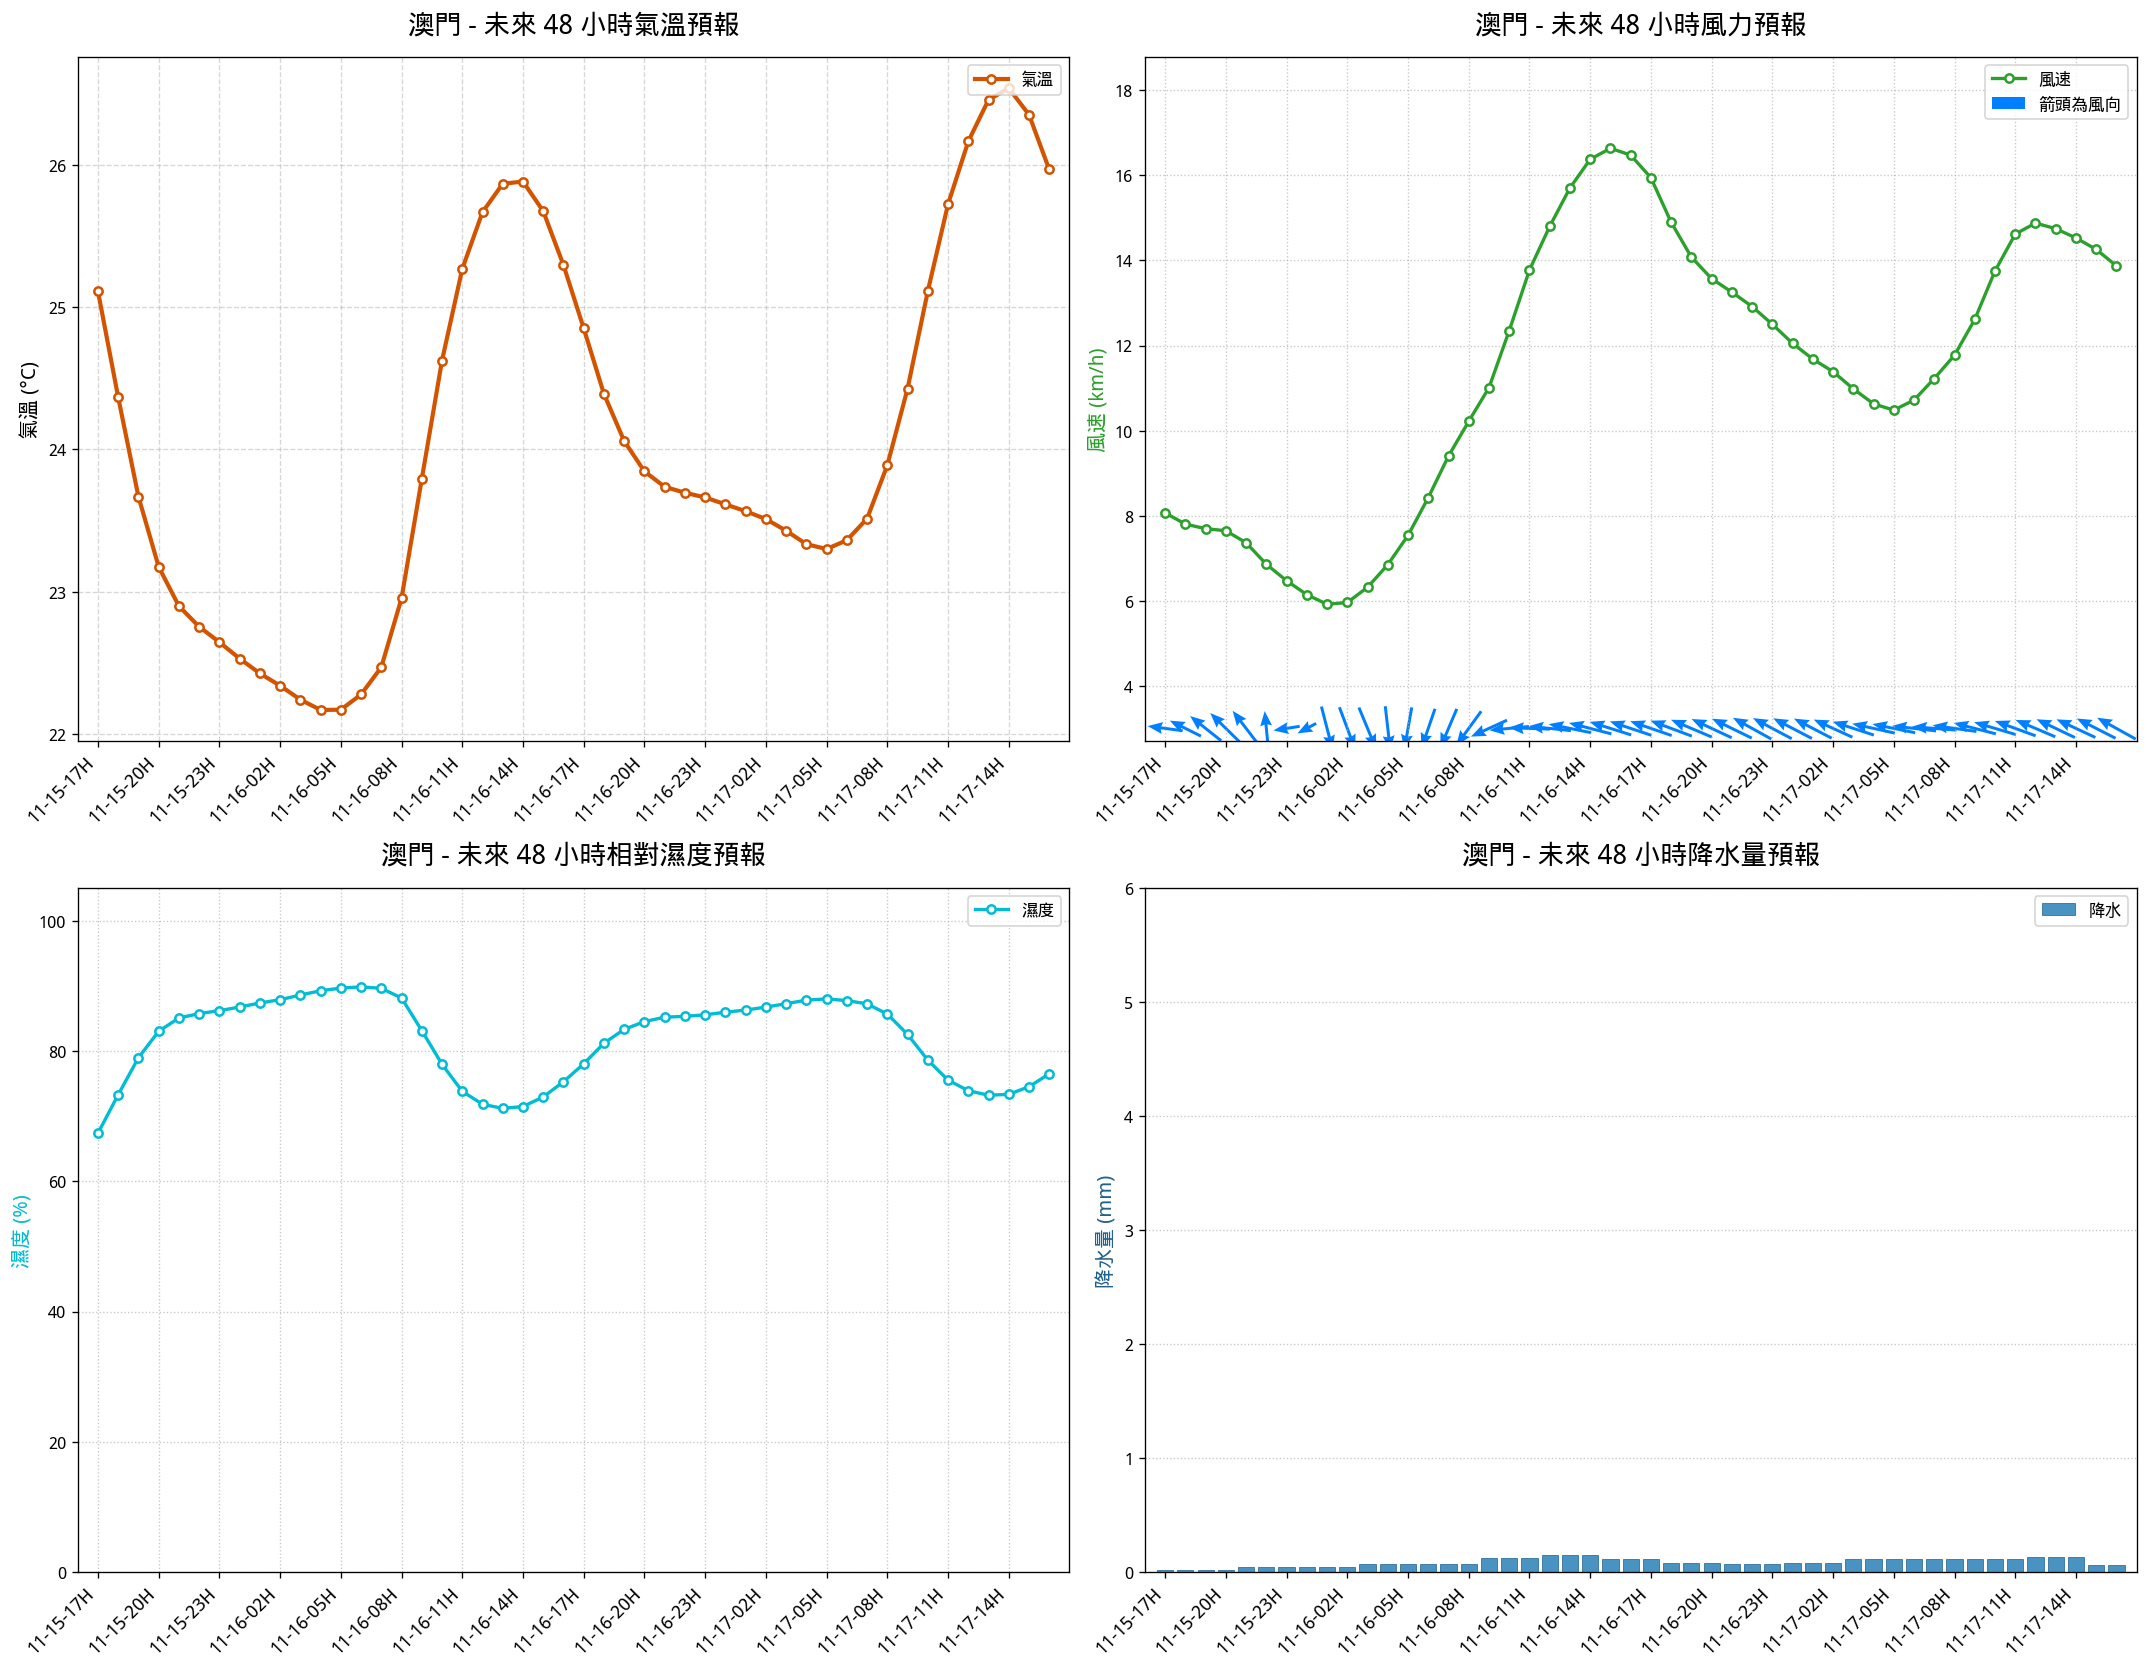 澳門 - 未來 48 小時氣溫預報
氣溫
氣溫 (°C)
26
25
24
23
22
11-15-17H
11-15-20H
11-15-23H
11-16-02H
11-16-05H
11-16-08H
11-16-11H
11-16-14H
11-16-17H
11-16-20H
11-16-23H
11-17-02H
11-17-05H
11-17-08H
11-17-11H
11-17-14H
澳門 - 未來 48 小時風力預報
風速
箭頭為風向
風速 (km/h)
18
16
14
12
10
8
6
4
11-15-17H
11-15-20H
11-15-23H
11-16-02H
11-16-05H
11-16-08H
11-16-11H
11-16-14H
11-16-17H
11-16-20H
11-16-23H
11-17-02H
11-17-05H
11-17-08H
11-17-11H
11-17-14H
澳門 - 未來 48 小時相對濕度預報
濕度
濕度 (%)
100
80
60
40
20
0
11-15-17H
11-15-20H
11-15-23H
11-16-02H
11-16-05H
11-16-08H
11-16-11H
11-16-14H
11-16-17H
11-16-20H
11-16-23H
11-17-02H
11-17-05H
11-17-08H
11-17-11H
11-17-14H
澳門 - 未來 48 小時降水量預報
降水
降水量 (mm)
6
5
4
3
2
1
0
11-15-17H
11-15-20H
11-15-23H
11-16-02H
11-16-05H
11-16-08H
11-16-11H
11-16-14H
11-16-17H
11-16-20H
11-16-23H
11-17-02H
11-17-05H
11-17-08H
11-17-11H
11-17-14H